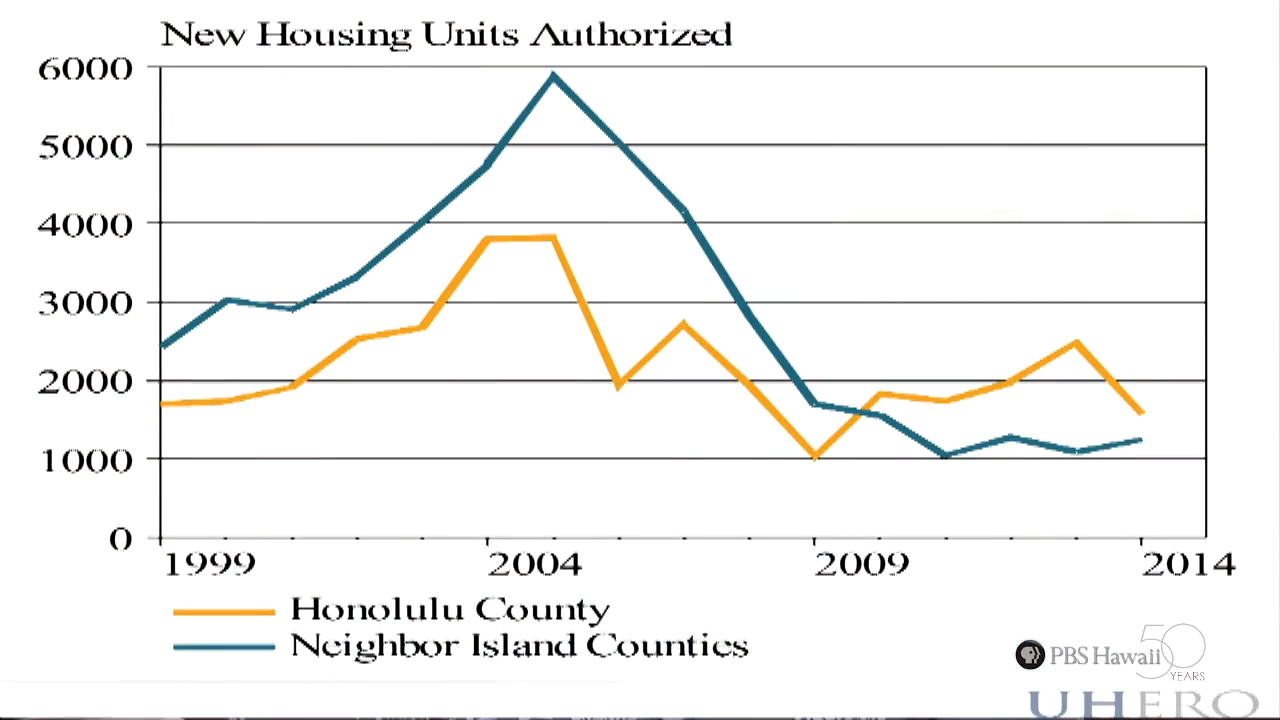 New Housing Units Authorized
6000
5000
4000
3000
2000
1000
0
1999 2004 2009 2014
Honolulu County
Neighbor Island Counties
PBS Hawaii 50
YEARS
UHERO